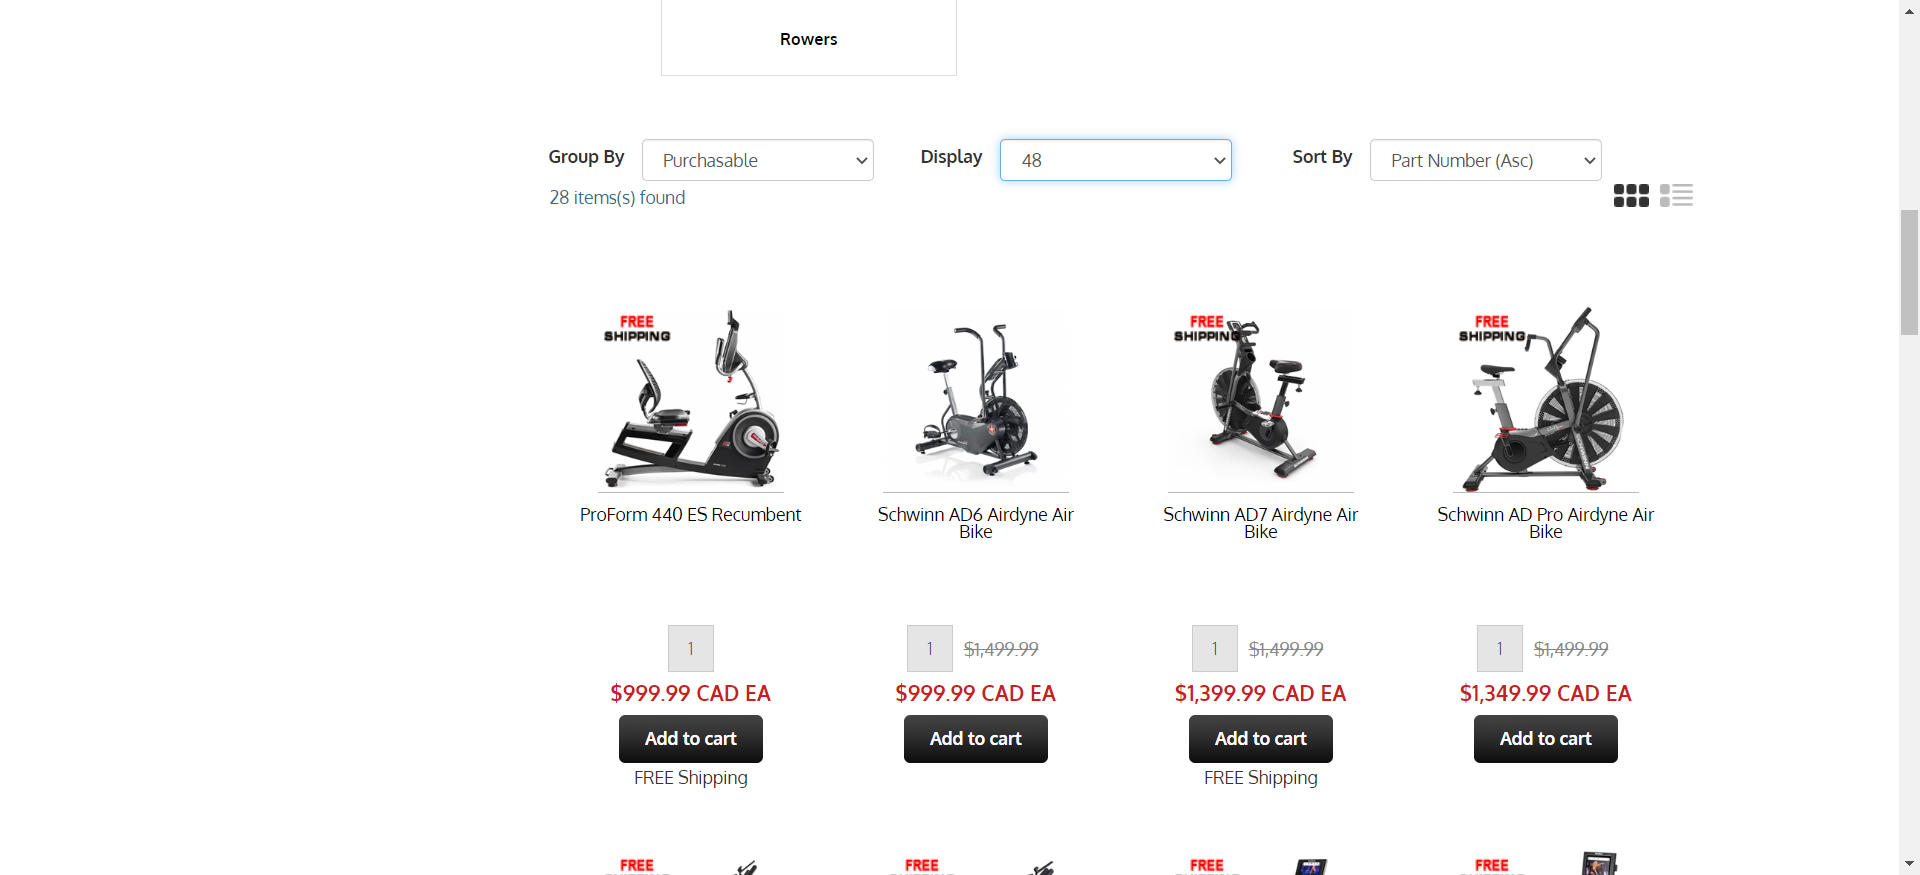 Rowers
Group By
Purchasable
Display
48
Sort By
Part Number (Asc)
28 items(s) found
FREE
SHIPPING
FREE
SHIPPING
FREE
SHIPPING
ProForm 440 ES Recumbent
Schwinn AD6 Airdyne Air
Bike
Schwinn AD7 Airdyne Air
Bike
Schwinn AD Pro Airdyne Air
Bike
1
1 $1,499.99
1 $1,499.99
1 $1,499.99
$999.99 CAD EA
$999.99 CAD EA
$1,399.99 CAD EA
$1,349.99 CAD EA
Add to cart
Add to cart
Add to cart
Add to cart
FREE Shipping
FREE Shipping
FREE
FREE
FREE
FREE